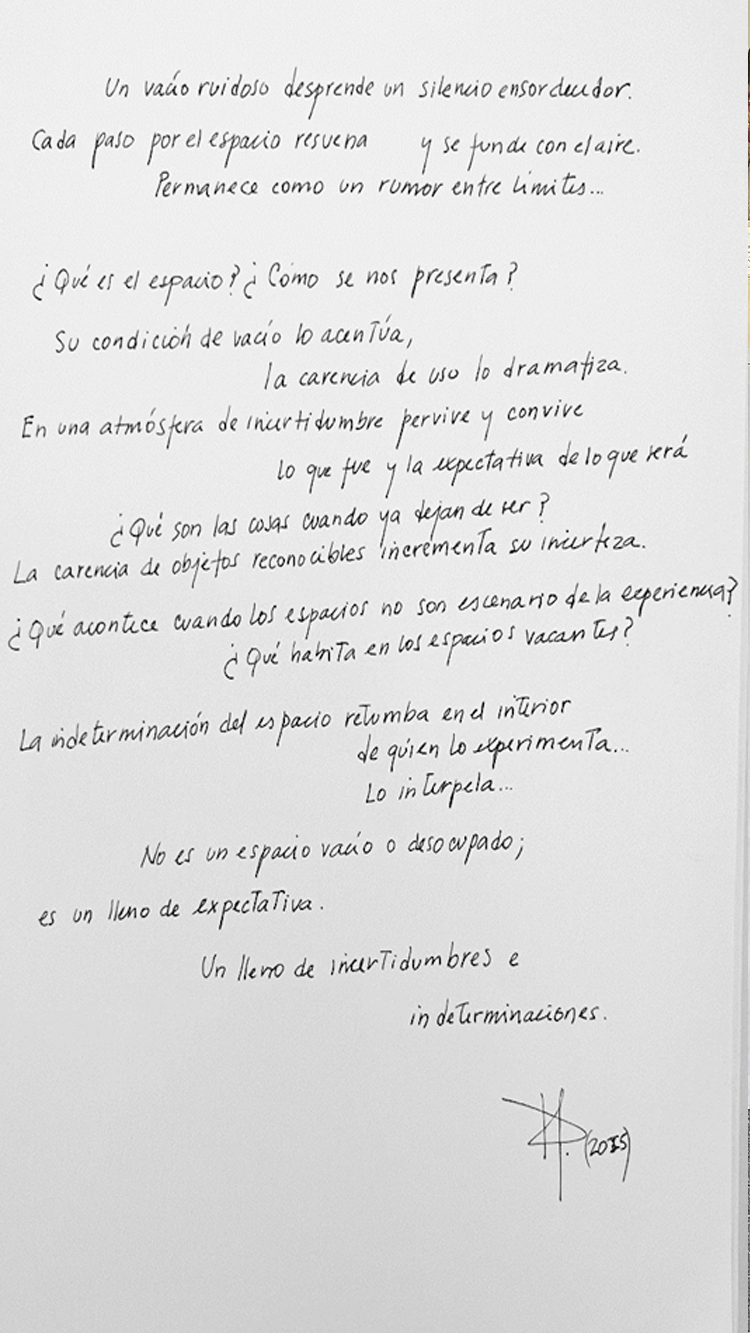 Un vacío ruidoso desprende un silencio ensordecedor.
Cada paso por el espacio resuena y se funde con el aire.
Permanece como un rumor entre límites...
¿Qué es el espacio? ¿Cómo se nos presenta?
Su condición de vacío lo acentúa,
la carencia de uso lo dramatiza.
En una atmósfera de incertidumbre pervive y convive
lo que fue y la expectativa de lo que será
¿Qué son las cosas cuando ya dejan de ser?
La carencia de objetos reconocibles incrementa su incerteza.
¿Qué acontece cuando los espacios no son escenario de la experiencia?
¿Qué habita en los espacios vacantes?
La indeterminación del espacio retumba en el interior
de quien lo experimenta...
Lo interpela...
No es un espacio vacío o desocupado;
es un lleno de expectativa.
Un lleno de incertidumbres e
indeterminaciones.
(2015)